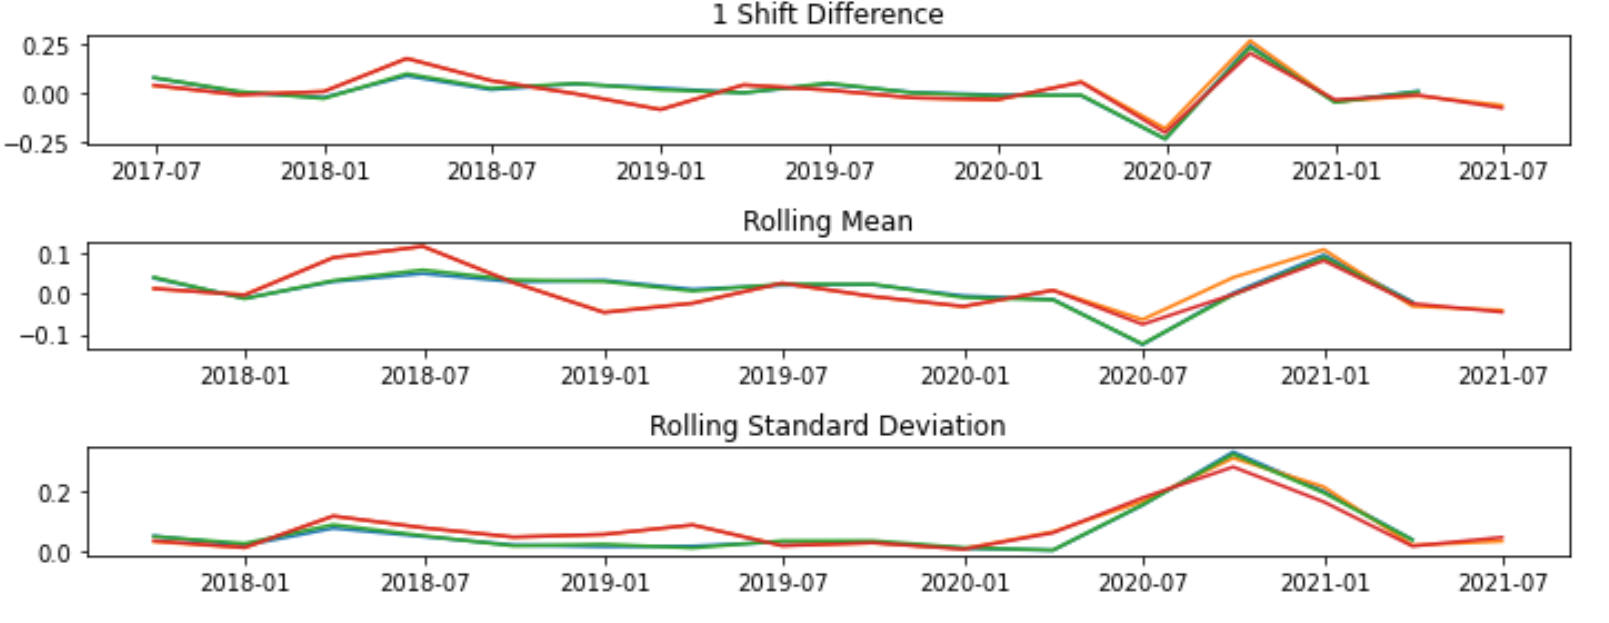 1 Shift Difference
0.25
0.00
−0.25
2017-07 2018-01 2018-07 2019-01 2019-07 2020-01 2020-07 2021-01 2021-07
Rolling Mean
0.1
0.0
−0.1
2018-01 2018-07 2019-01 2019-07 2020-01 2020-07 2021-01 2021-07
Rolling Standard Deviation
0.2
0.0
2018-01 2018-07 2019-01 2019-07 2020-01 2020-07 2021-01 2021-07